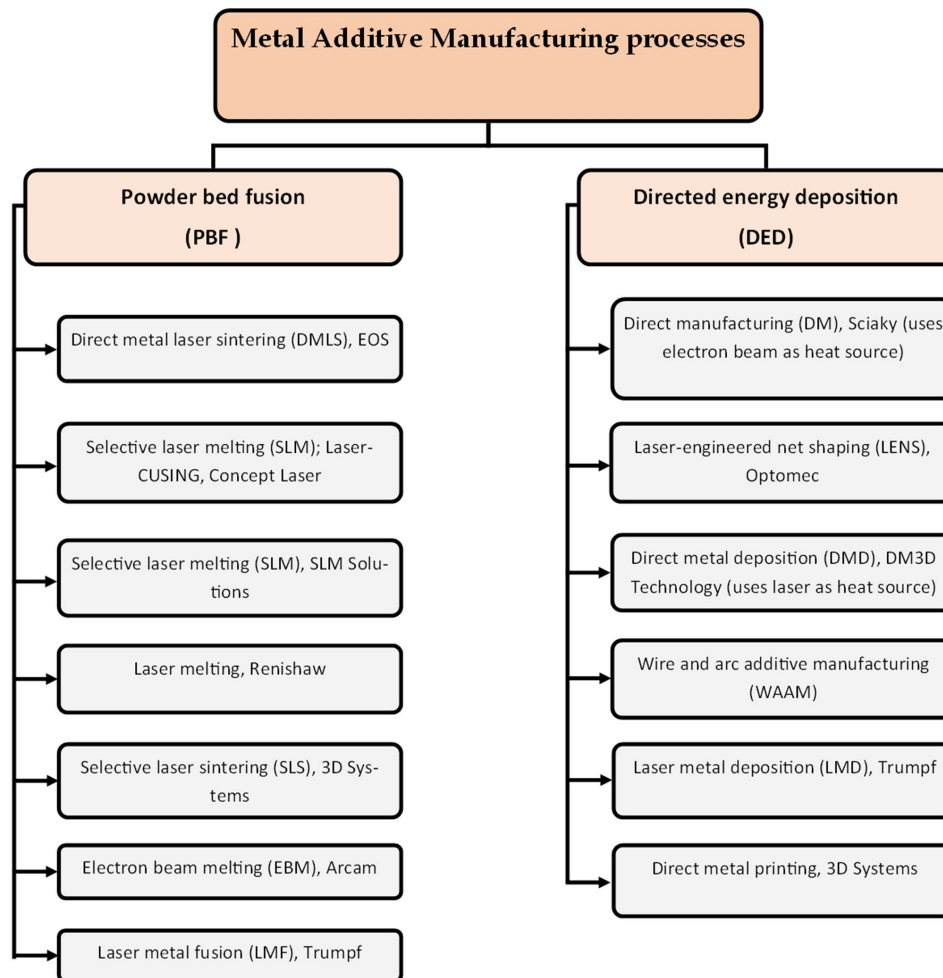 Metal Additive Manufacturing processes
Powder bed fusion
(PBF )
Direct metal laser sintering (DMLS), EOS
Selective laser melting (SLM); Laser-
CUSING, Concept Laser
Selective laser melting (SLM), SLM Solu-
tions
Laser melting, Renishaw
Selective laser sintering (SLS), 3D Sys-
tems
Electron beam melting (EBM), Arcam
Laser metal fusion (LMF), Trumpf
Directed energy deposition
(DED)
Direct manufacturing (DM), Sciaky (uses
electron beam as heat source)
Laser-engineered net shaping (LENS),
Optomec
Direct metal deposition (DMD), DM3D
Technology (uses laser as heat source)
Wire and arc additive manufacturing
(WAAM)
Laser metal deposition (LMD), Trumpf
Direct metal printing, 3D Systems